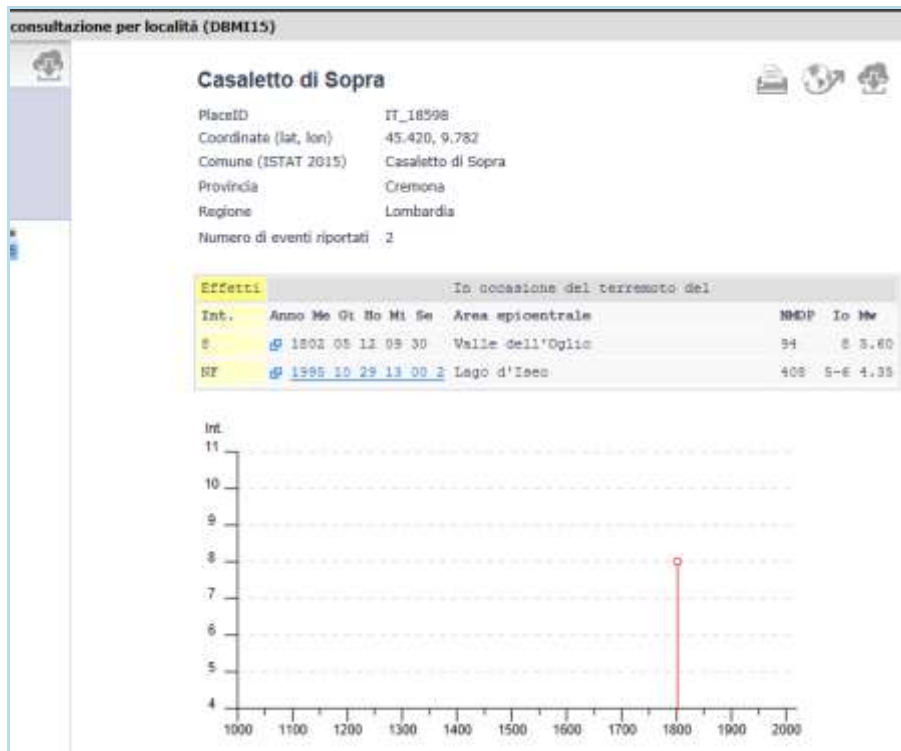 consultazione per località (DBMI15)
Casaletto di Sopra
PlaceID IT_18598
Coordinate (lat, lon) 45.420, 9.782
Comune (ISTAT 2015) Casaletto di Sopra
Provincia Cremona
Regione Lombardia
Numero di eventi riportati 2
Effetti In occasione del terremoto del
Int. Anno Me Gi Ho Mi Se Area epicentrale NMDP Io Mw
8 1802 05 12 09 30 Valle dell'Oglio 94 8 5.60
NF 1995 10 29 13 00 2 Lago d'Iseo 408 5-6 4.35
Int.
11
10
9
8
7
6
5
4
1000 1100 1200 1300 1400 1500 1600 1700 1800 1900 2000